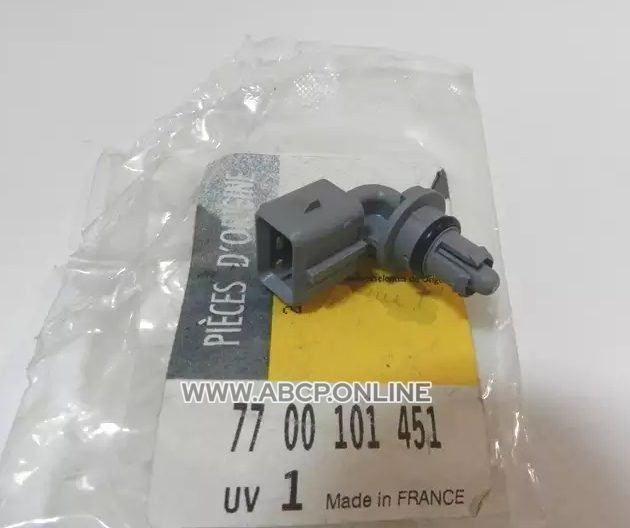 PIÈCES D'ORIGINE
WWW.ABCP.ONLINE
77 00 101 451
UV 1 Made in FRANCE